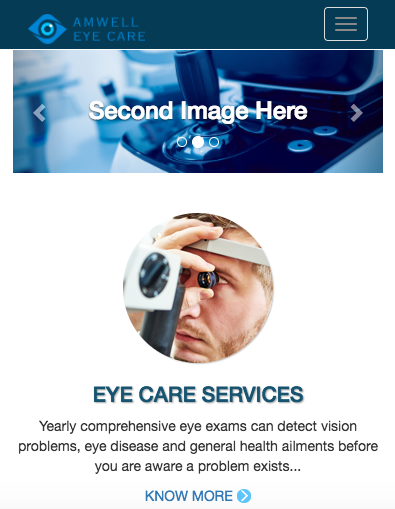 AMWELL
EYE CARE
Second Image Here
EYE CARE SERVICES
Yearly comprehensive eye exams can detect vision
problems, eye disease and general health ailments before
you are aware a problem exists...
KNOW MORE